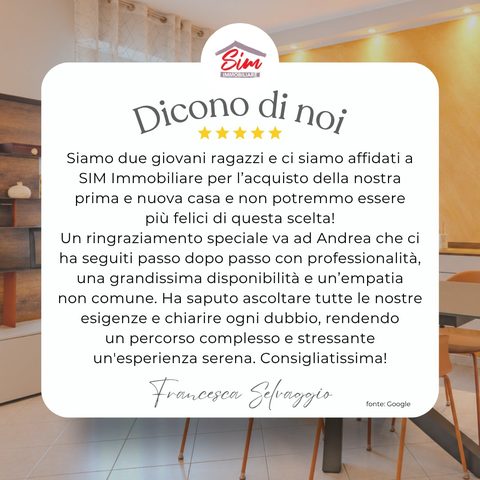 Sim
IMMOBILIARE
Dicono di noi
Siamo due giovani ragazzi e ci siamo affidati a
SIM Immobiliare per l’acquisto della nostra
prima e nuova casa e non potremmo essere
più felici di questa scelta!
Un ringraziamento speciale va ad Andrea che ci
ha seguiti passo dopo passo con professionalità,
una grandissima disponibilità e un’empatia
non comune. Ha saputo ascoltare tutte le nostre
esigenze e chiarire ogni dubbio, rendendo
un percorso complesso e stressante
un'esperienza serena. Consigliatissima!
Francesca Selvaggio
fonte: Google